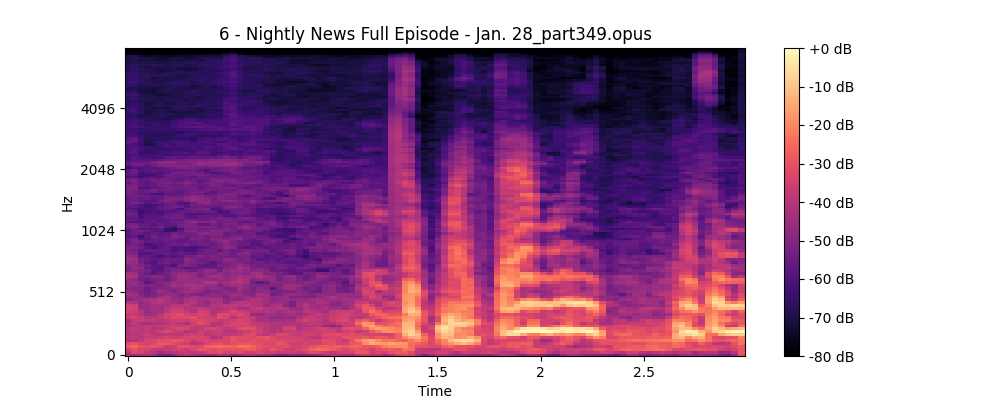 6 - Nightly News Full Episode - Jan. 28_part349.opus
Hz
4096
2048
1024
512
0
0 0.5 1 1.5 2 2.5
Time
+0 dB
-10 dB
-20 dB
-30 dB
-40 dB
-50 dB
-60 dB
-70 dB
-80 dB